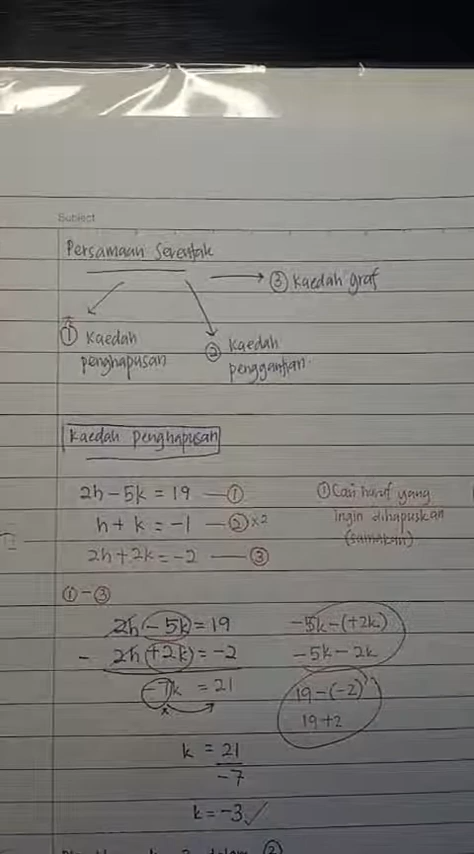 Subject
Persamaan Serentak
③ Kaedah graf
① Kaedah
penghapusan
② Kaedah
penggantian.
Kaedah Penghapusan
2h - 5k = 19 — ①
h + k = -1 — ② ×2
2h + 2k = -2 — ③
① Cari huruf yang
ingin dihapuskan
(samakan)
① - ③
2h - 5k = 19
- 2h + 2k = -2
-7k = 21
-5k - (+2k)
-5k - 2k
19 - (-2)
19 + 2
k = 21
-7
k = -3 ✓